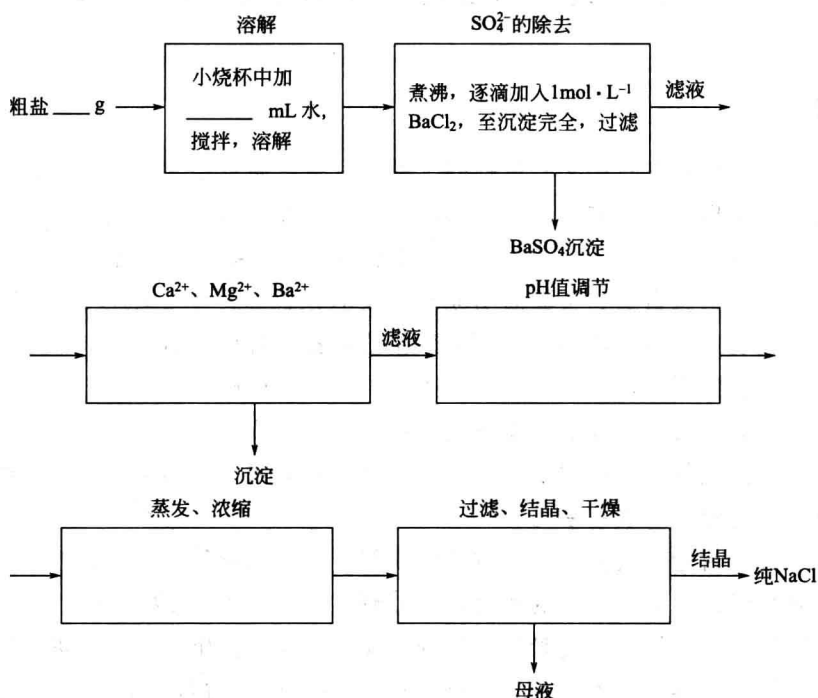 溶解
SO₄²⁻的除去
粗盐___g
小烧杯中加
______ mL 水,
搅拌，溶解
煮沸，逐滴加入1mol·L⁻¹
BaCl₂，至沉淀完全，过滤
滤液
BaSO₄沉淀
Ca²⁺、Mg²⁺、Ba²⁺
pH值调节
滤液
沉淀
蒸发、浓缩
过滤、结晶、干燥
结晶
纯NaCl
母液